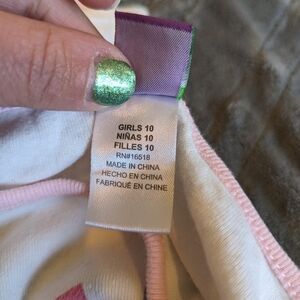 GIRLS 10
NIÑAS 10
FILLES 10
RN#16518
MADE IN CHINA
HECHO EN CHINA
FABRIQUÉ EN CHINE